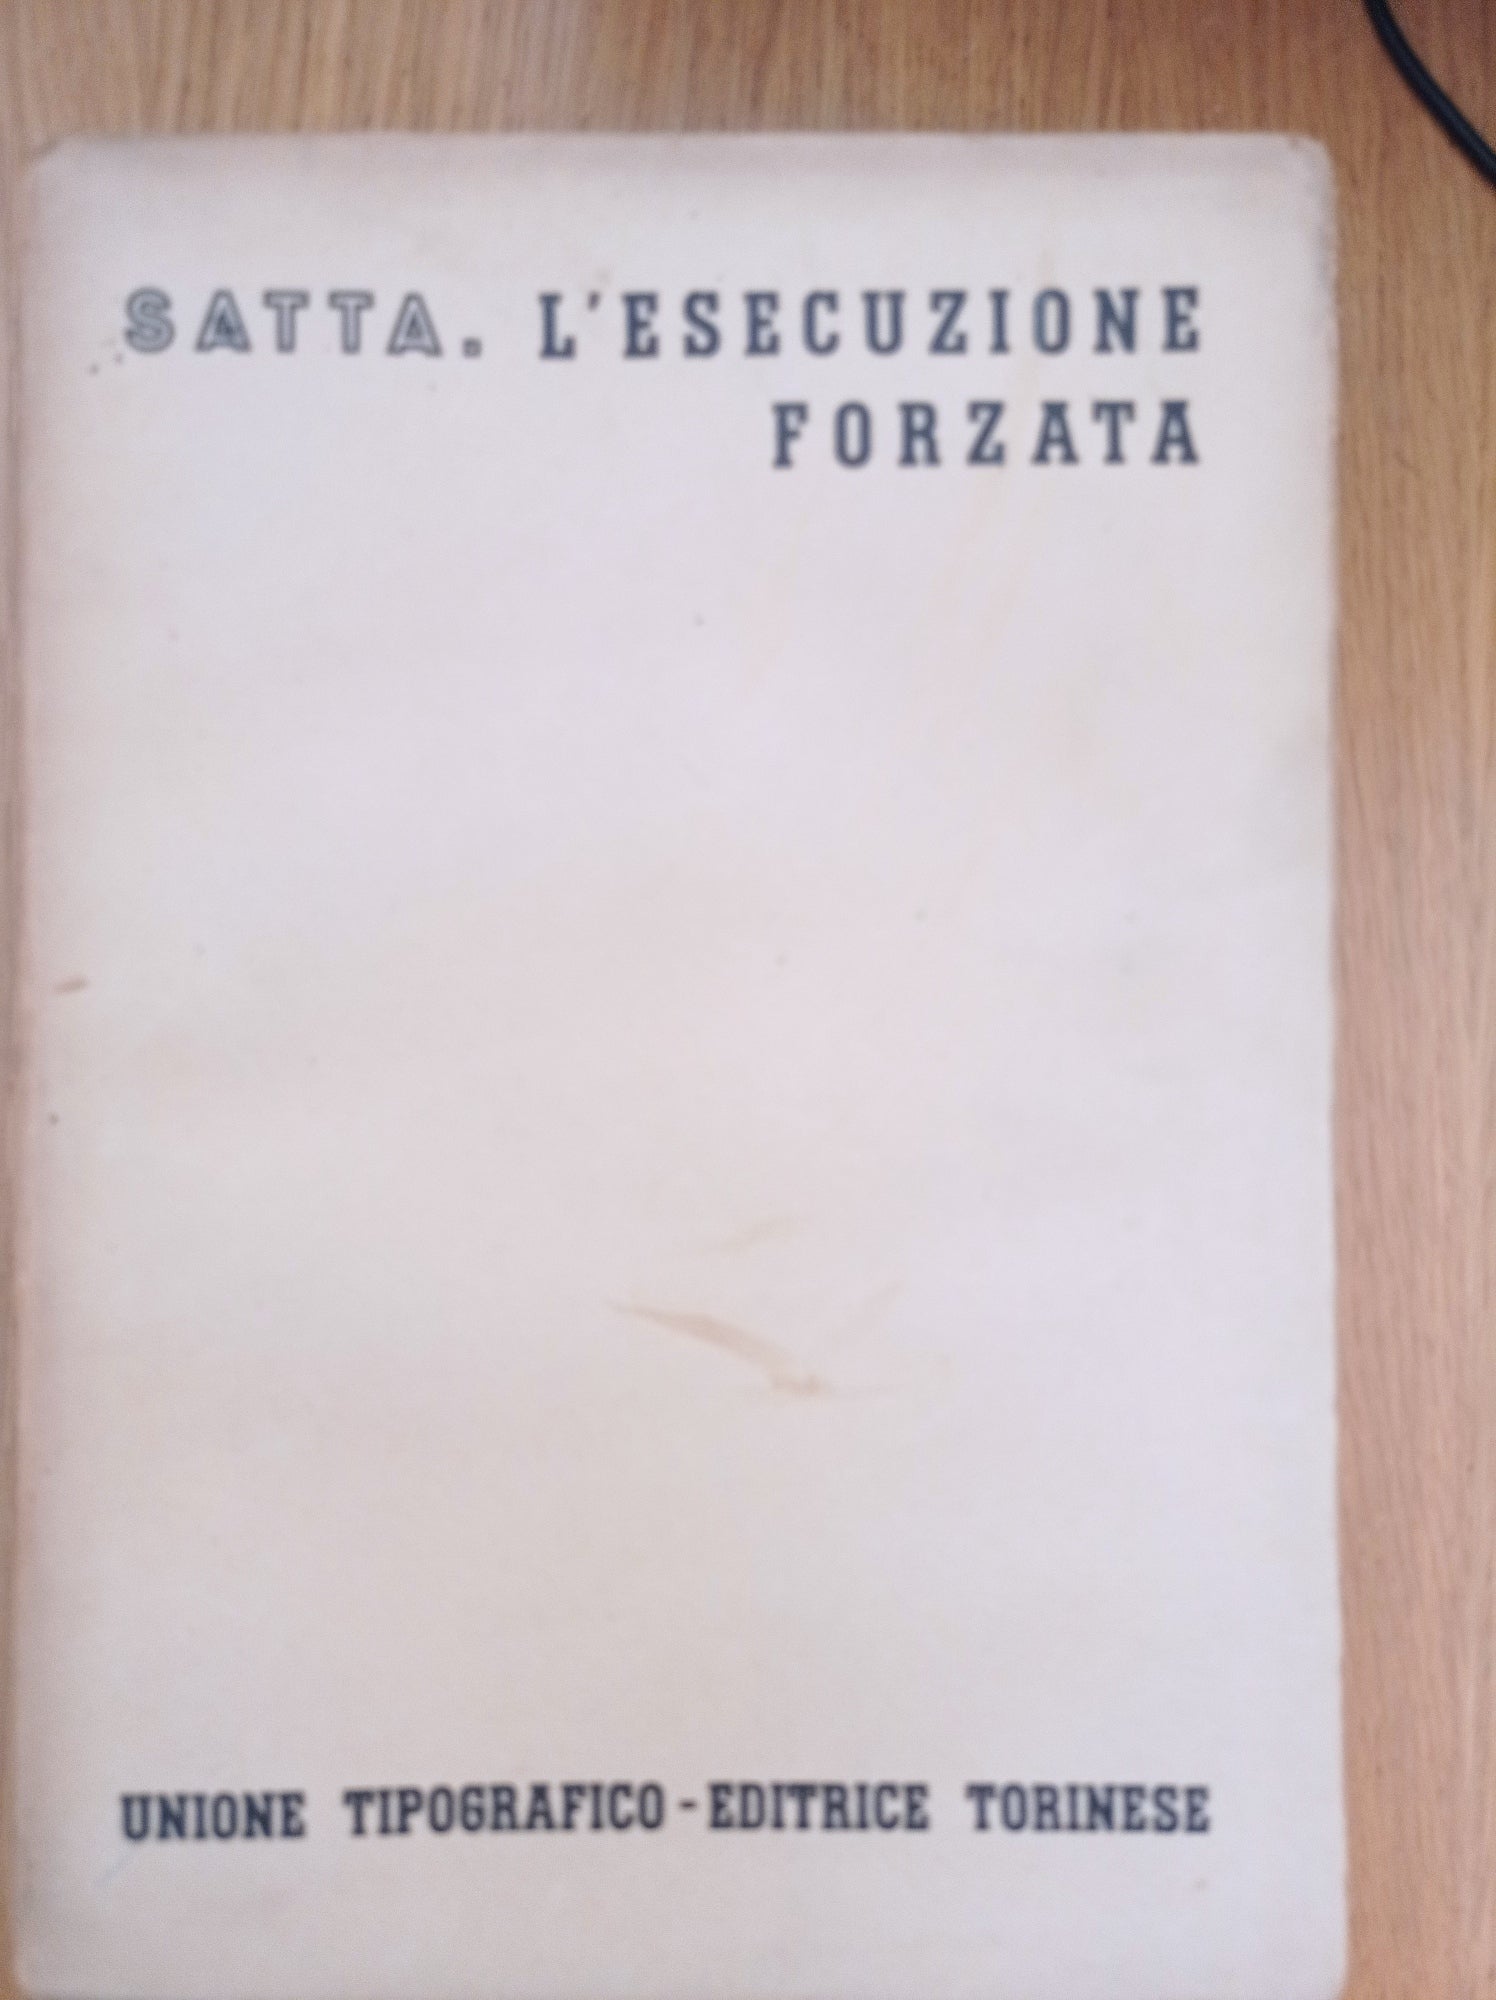 SATTA. L'ESECUZIONE
FORZATA
UNIONE TIPOGRAFICO-EDITRICE TORINESE